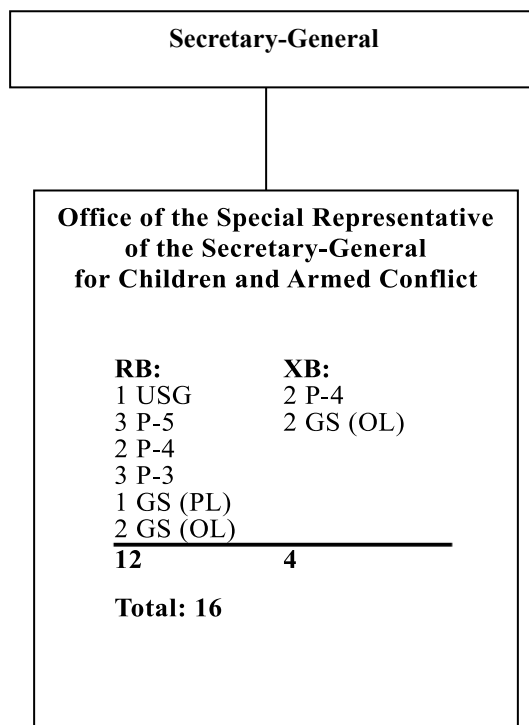 Secretary-General
Office of the Special Representative
of the Secretary-General
for Children and Armed Conflict
RB: XB:
1 USG 2 P-4
3 P-5 2 GS (OL)
2 P-4
3 P-3
1 GS (PL)
2 GS (OL)
12 4
Total: 16